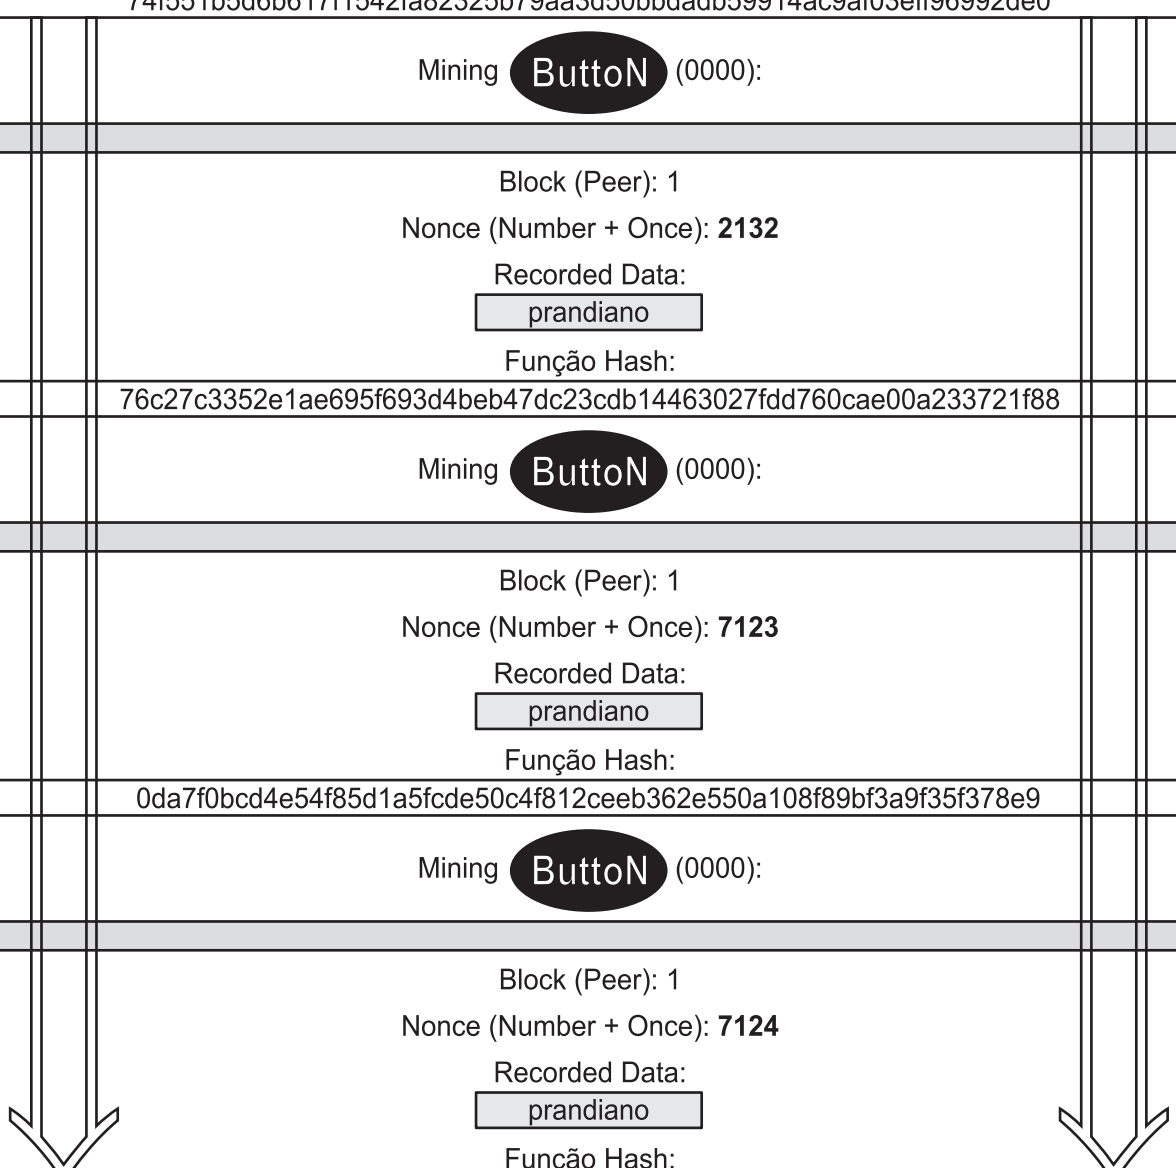 74f551b5d6b617f1542fa82325b79aa3d50bbdadb59914ac9af03eff96992de0
Mining ButtoN (0000):
Block (Peer): 1
Nonce (Number + Once): 2132
Recorded Data:
prandiano
Função Hash:
76c27c3352e1ae695f693d4beb47dc23cdb14463027fdd760cae00a233721f88
Mining ButtoN (0000):
Block (Peer): 1
Nonce (Number + Once): 7123
Recorded Data:
prandiano
Função Hash:
0da7f0bcd4e54f85d1a5fcde50c4f812ceeb362e550a108f89bf3a9f35f378e9
Mining ButtoN (0000):
Block (Peer): 1
Nonce (Number + Once): 7124
Recorded Data:
prandiano
Função Hash: